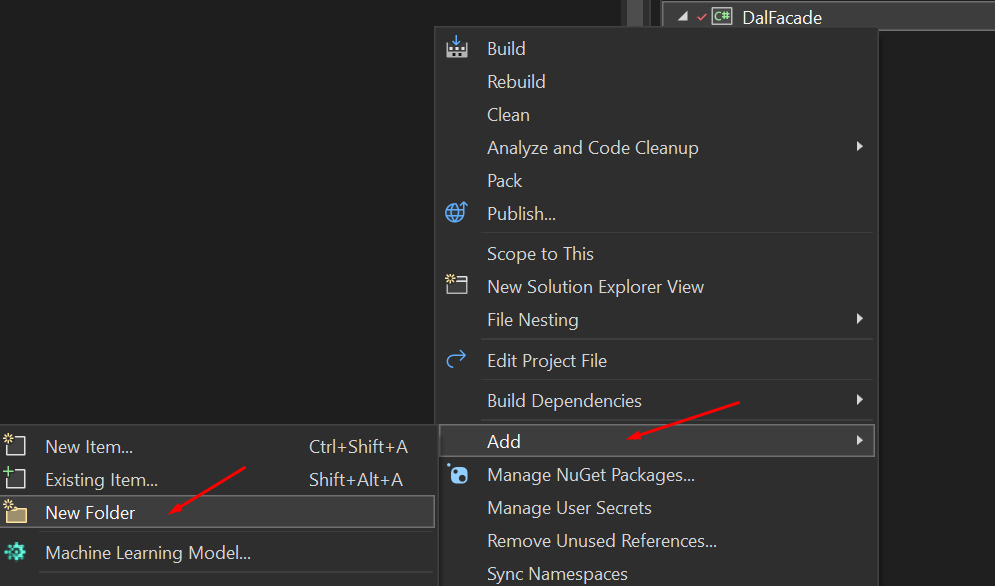 C# DalFacade
Build
Rebuild
Clean
Analyze and Code Cleanup
Pack
Publish...
Scope to This
New Solution Explorer View
File Nesting
Edit Project File
Build Dependencies
Add
Manage NuGet Packages...
Manage User Secrets
Remove Unused References...
Sync Namespaces
New Item... Ctrl+Shift+A
Existing Item... Shift+Alt+A
New Folder
Machine Learning Model...